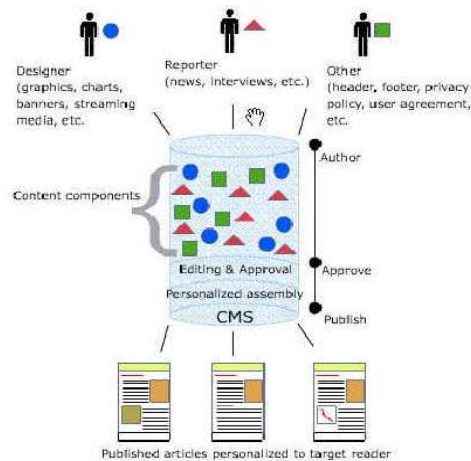 Designer
(graphics, charts,
banners, streaming
media, etc.
Reporter
(news, interviews, etc.)
Other
(header, footer, privacy
policy, user agreement,
etc.
Author
Content components
Editing & Approval
Approve
Personalized assembly
CMS
Publish
Published articles personalized to target reader